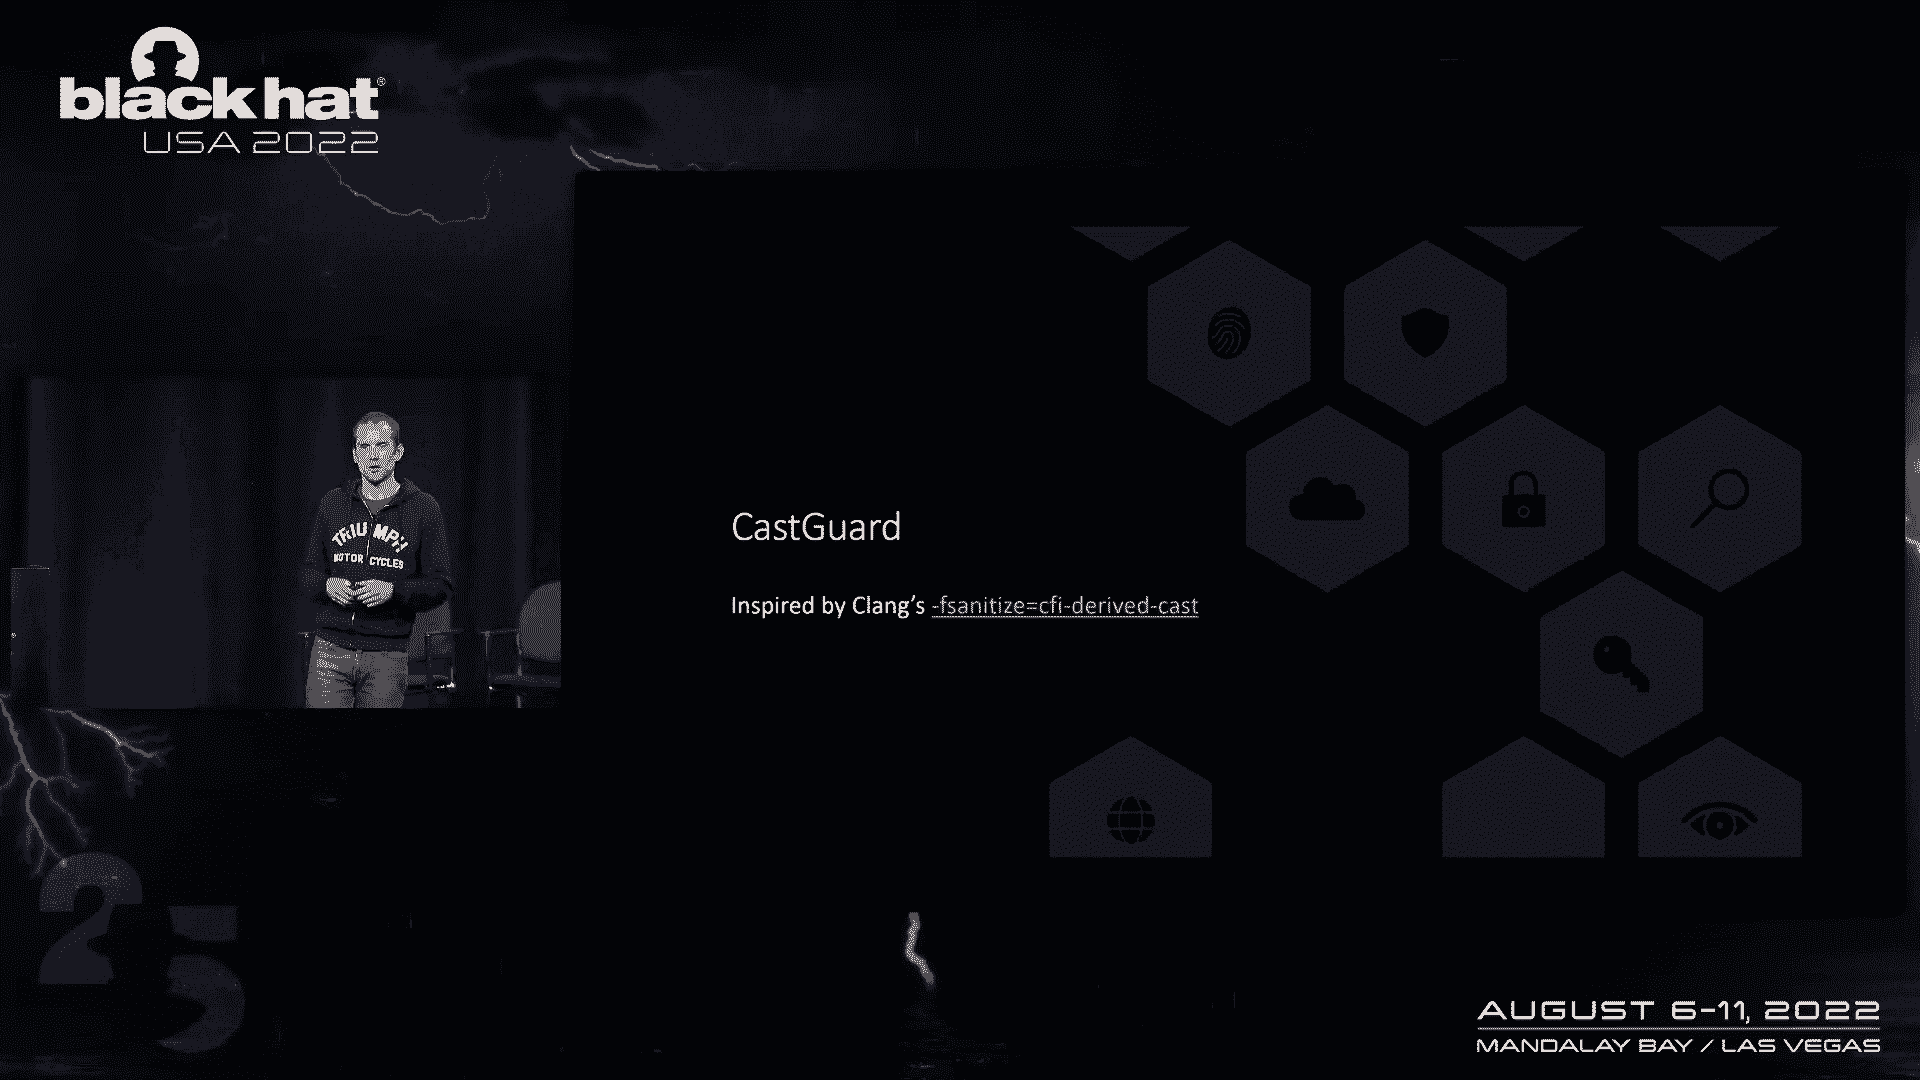 black hat®
USA 2022
TRIUMPH
MOTOR CYCLES
CastGuard
Inspired by Clang’s -fsanitize=cfi-derived-cast
25
AUGUST 6-11, 2022
MANDALAY BAY / LAS VEGAS